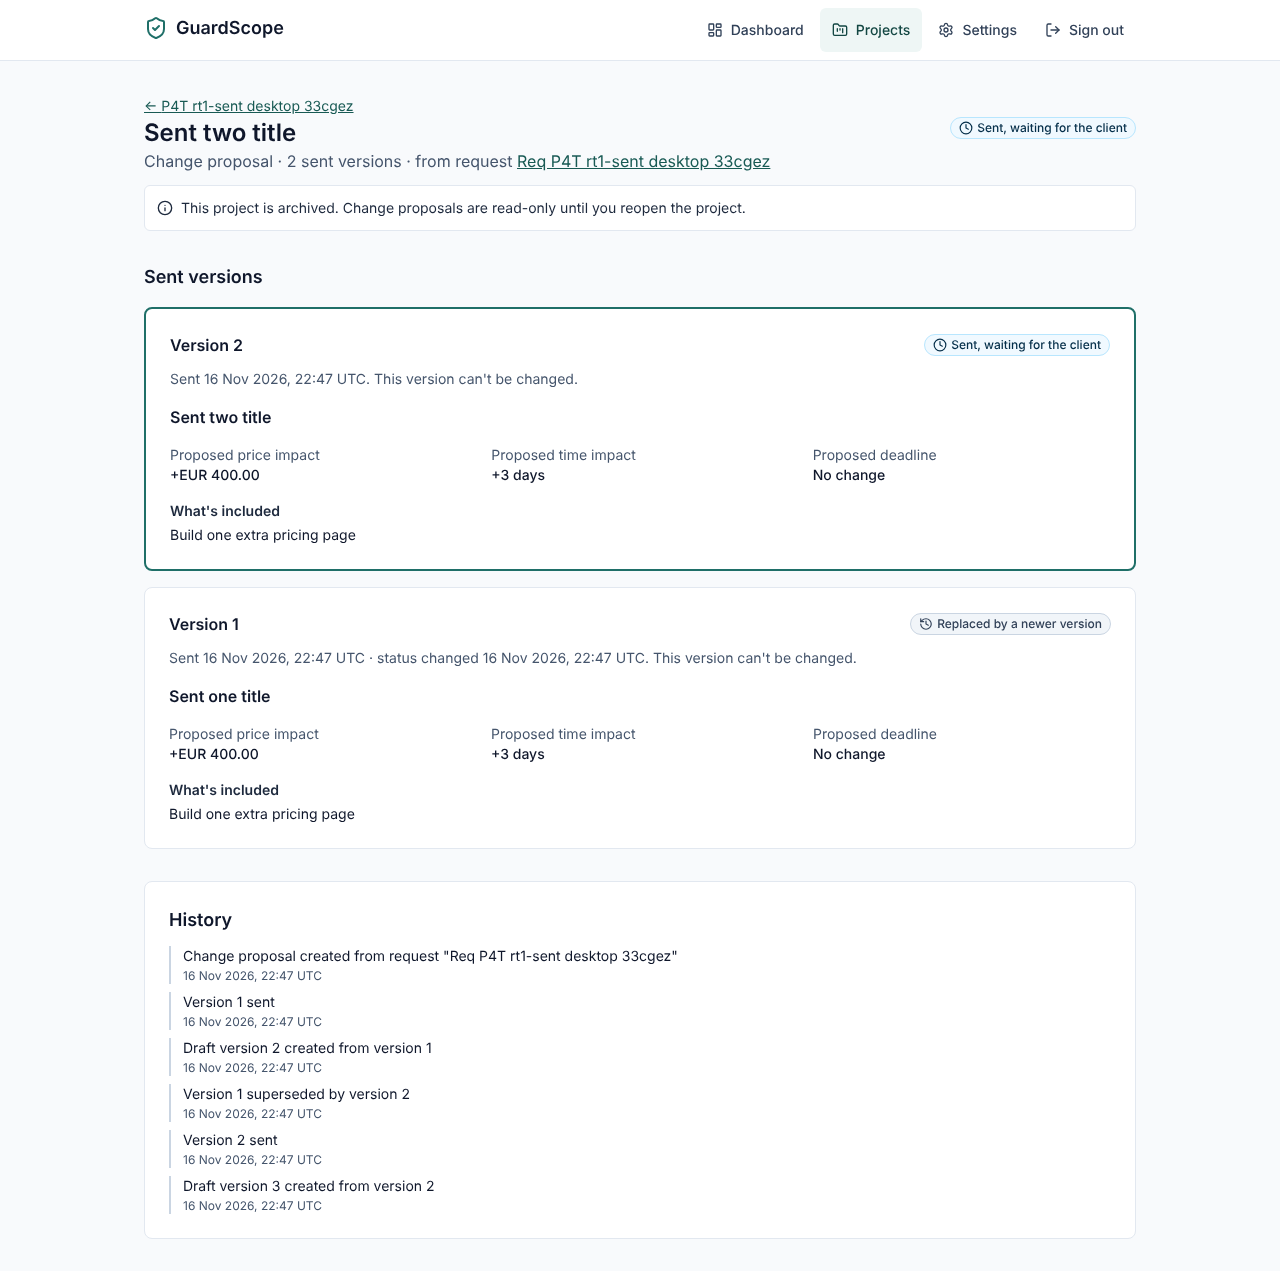 GuardScope
Dashboard
Projects
Settings
Sign out
← P4T rt1-sent desktop 33cgez
Sent two title
Sent, waiting for the client
Change proposal · 2 sent versions · from request Req P4T rt1-sent desktop 33cgez
This project is archived. Change proposals are read-only until you reopen the project.
Sent versions
Version 2
Sent, waiting for the client
Sent 16 Nov 2026, 22:47 UTC. This version can't be changed.
Sent two title
Proposed price impact
+EUR 400.00
Proposed time impact
+3 days
Proposed deadline
No change
What's included
Build one extra pricing page
Version 1
Replaced by a newer version
Sent 16 Nov 2026, 22:47 UTC · status changed 16 Nov 2026, 22:47 UTC. This version can't be changed.
Sent one title
Proposed price impact
+EUR 400.00
Proposed time impact
+3 days
Proposed deadline
No change
What's included
Build one extra pricing page
History
Change proposal created from request "Req P4T rt1-sent desktop 33cgez"
16 Nov 2026, 22:47 UTC
Version 1 sent
16 Nov 2026, 22:47 UTC
Draft version 2 created from version 1
16 Nov 2026, 22:47 UTC
Version 1 superseded by version 2
16 Nov 2026, 22:47 UTC
Version 2 sent
16 Nov 2026, 22:47 UTC
Draft version 3 created from version 2
16 Nov 2026, 22:47 UTC